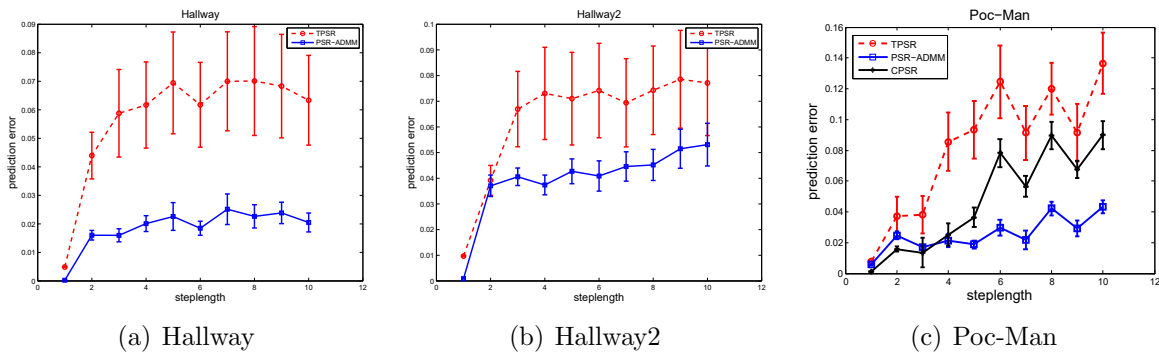 Hallway
0.09
0.08
0.07
0.06
0.05
0.04
0.03
0.02
0.01
0
prediction error
TPSR
PSR−ADMM
0 2 4 6 8 10 12
steplength
(a) Hallway
Hallway2
0.1
0.09
0.08
0.07
0.06
0.05
0.04
0.03
0.02
0.01
0
prediction error
TPSR
PSR−ADMM
0 2 4 6 8 10 12
steplength
(b) Hallway2
Poc−Man
0.16
0.14
0.12
0.1
0.08
0.06
0.04
0.02
0
prediction error
TPSR
PSR−ADMM
CPSR
0 2 4 6 8 10 12
steplength
(c) Poc-Man